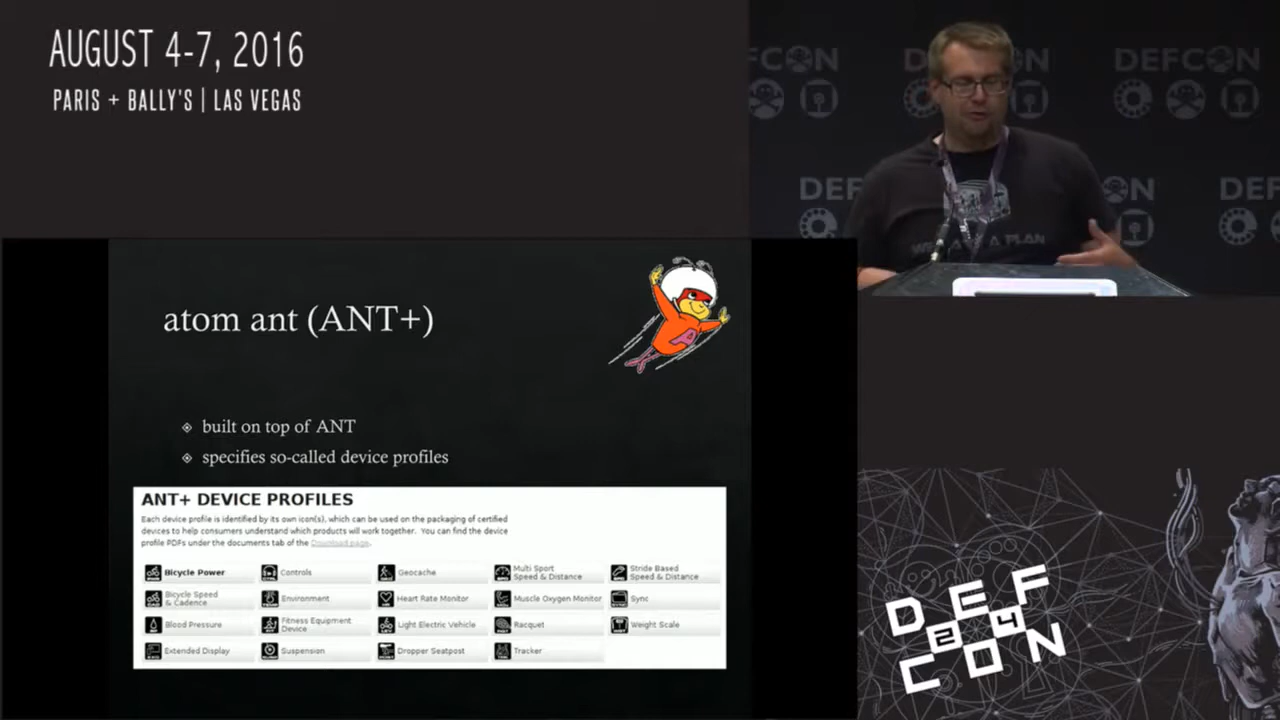 AUGUST 4-7, 2016
PARIS + BALLY'S | LAS VEGAS
DEFCON
DEFCON
DEFCON
DEF
DEF
atom ant (ANT+)
A
built on top of ANT
specifies so-called device profiles
ANT+ DEVICE PROFILES
Each device profile is identified by its own icon(s), which can be used on the packaging of certified
devices to help consumers understand which products will work together. You can find the device
profile PDFs under the documents tab of the Download page.
Bicycle Power
Controls
Geocache
Multi Sport
Speed & Distance
Stride Based
Speed & Distance
Bicycle Speed
& Cadence
Environment
Heart Rate Monitor
Muscle Oxygen Monitor
Sync
Blood Pressure
Fitness Equipment
Device
Light Electric Vehicle
Racquet
Weight Scale
Extended Display
Suspension
Dropper Seatpost
Tracker
DEF
24
CON